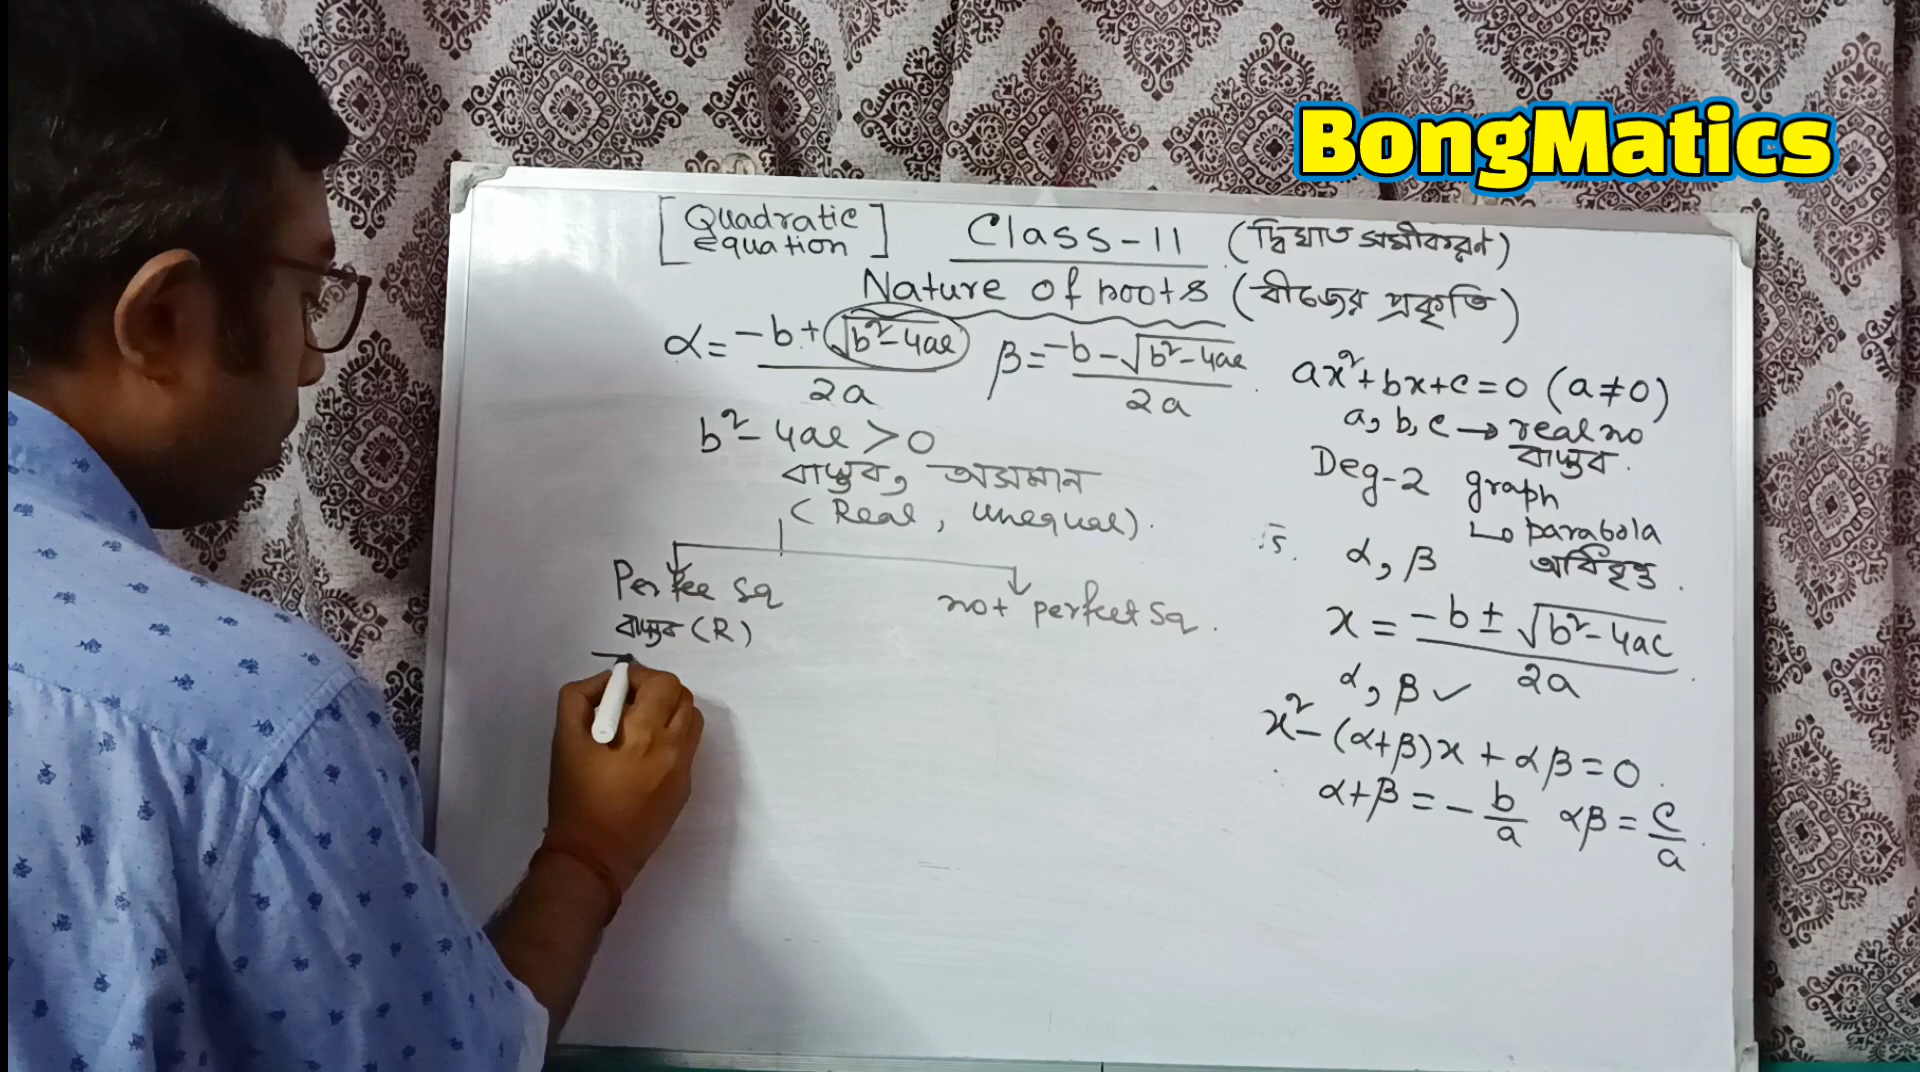 BongMatics
[Quadratic equation] Class-11 (দ্বিঘাত সমীকরণ)
Nature of roots (বীজের প্রকৃতি)
α = (-b + √(b²-4ac))/2a β = (-b - √(b²-4ac))/2a
b² - 4ac > 0
বাস্তব, অসমান
(Real, unequal).
Perfec sq
বাস্তব (R)
not perfect sq.
ax² + bx + c = 0 (a ≠ 0)
a, b, c → real no
বাস্তব.
Deg-2 graph
↳ parabola
অধিবৃত্ত
α, β
x = (-b ± √(b²-4ac))/2a
α, β ✓
x² - (α+β)x + αβ = 0
α+β = -b/a αβ = c/a